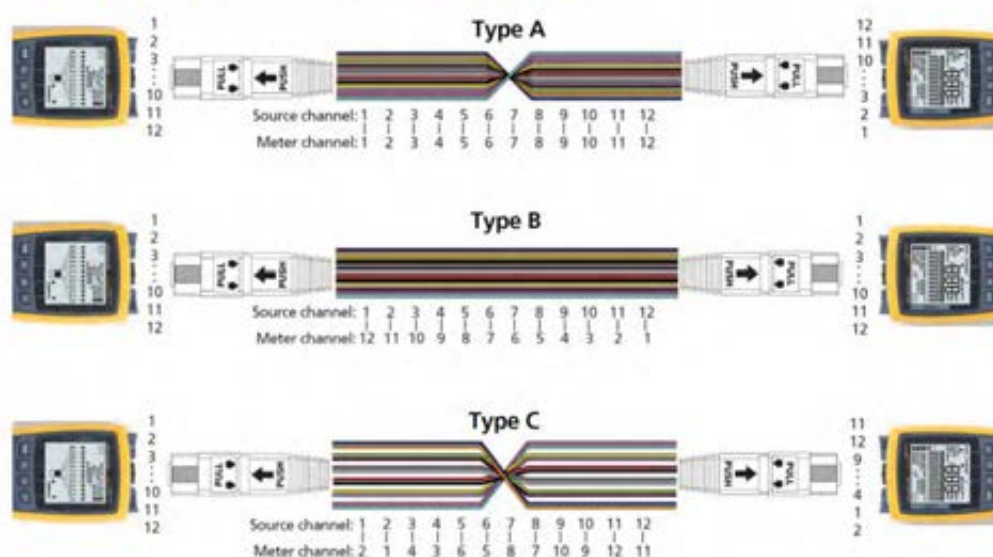 Type A
1
2
3
10
11
12
PULL PUSH
PUSH PULL
12
11
10
3
2
1
Source channel: 1 2 3 4 5 6 7 8 9 10 11 12
Meter channel: 1 2 3 4 5 6 7 8 9 10 11 12
Type B
1
2
3
10
11
12
PULL PUSH
PUSH PULL
1
2
3
10
11
12
Source channel: 1 2 3 4 5 6 7 8 9 10 11 12
Meter channel: 12 11 10 9 8 7 6 5 4 3 2 1
Type C
1
2
3
10
11
12
PULL PUSH
PUSH PULL
11
12
9
4
1
2
Source channel: 1 2 3 4 5 6 7 8 9 10 11 12
Meter channel: 2 1 4 3 6 5 8 7 10 9 12 11